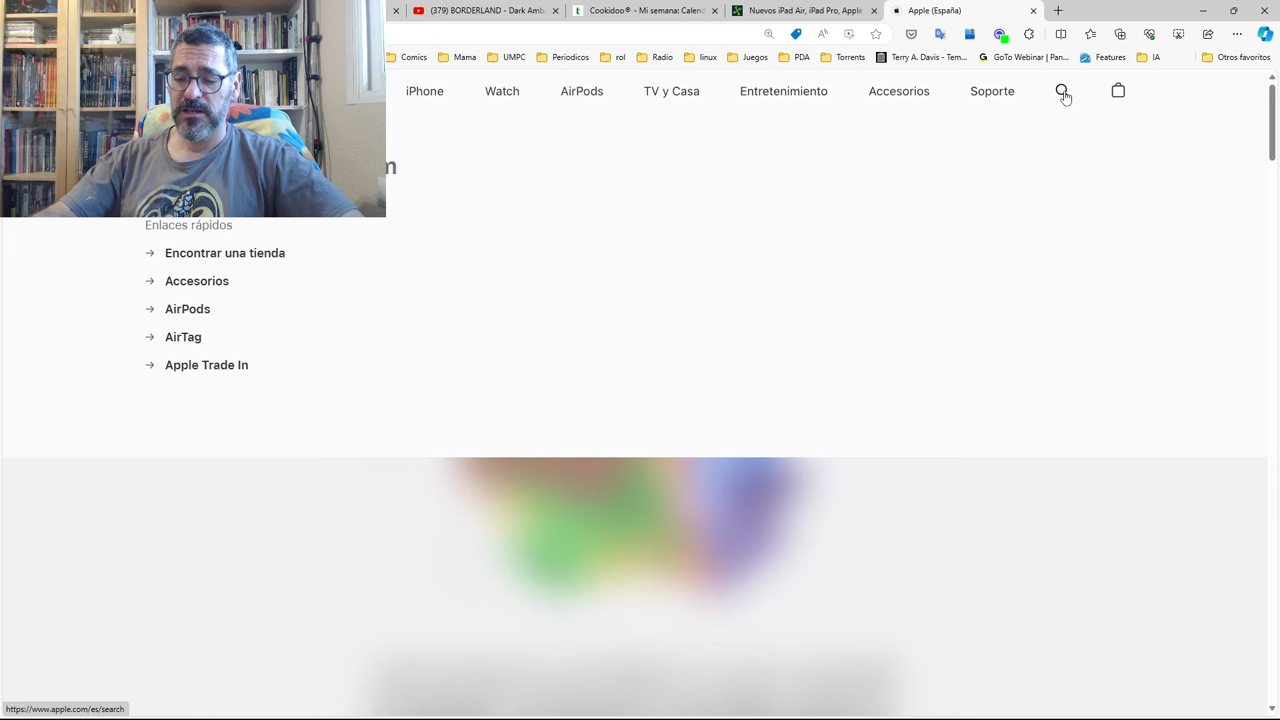 (379) BORDERLAND - Dark Amb
Cookidoo® - Mi semana: Calend
Nuevos iPad Air, iPad Pro, Apple
Apple (España)
Comics
Mama
UMPC
Periodicos
rol
Radio
linux
Juegos
PDA
Torrents
Terry A. Davis - Tem...
GoTo Webinar | Pan...
Features
IA
Otros favoritos
iPhone
Watch
AirPods
TV y Casa
Entretenimiento
Accesorios
Soporte
Enlaces rápidos
Encontrar una tienda
Accesorios
AirPods
AirTag
Apple Trade In
https://www.apple.com/es/search